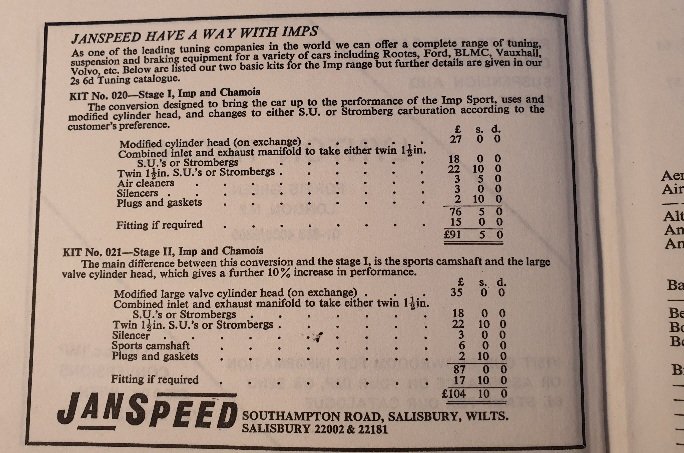 JANSPEED HAVE A WAY WITH IMPS
As one of the leading tuning companies in the world we can offer a complete range of tuning,
suspension and braking equipment for a variety of cars including Rootes, Ford, BLMC, Vauxhall,
Volvo, etc. Below are listed our two basic kits for the Imp range but further details are given in our
2s 6d Tuning catalogue.
KIT No. 020—Stage I, Imp and Chamois
The conversion designed to bring the car up to the performance of the Imp Sport, uses and
modified cylinder head, and changes to either S.U. or Stromberg carburation according to the
customer's preference.
£ s. d.
Modified cylinder head (on exchange) . . . . . 27 0 0
Combined inlet and exhaust manifold to take either twin 1¼in.
S.U.'s or Strombergs . . . . . . 18 0 0
Twin 1¼in. S.U.'s or Strombergs . . . . . . 22 10 0
Air cleaners . . . . . . . . 3 5 0
Silencers . . . . . . . . . 3 0 0
Plugs and gaskets . . . . . . . . 2 10 0
76 5 0
Fitting if required . . . . . . . 15 0 0
£91 5 0
KIT No. 021—Stage II, Imp and Chamois
The main difference between this conversion and the stage I, is the sports camshaft and the large
valve cylinder head, which gives a further 10% increase in performance.
£ s. d.
Modified large valve cylinder head (on exchange) . . . . 35 0 0
Combined inlet and exhaust manifold to take either twin 1¼in.
S.U.'s or Strombergs . . . . . . 18 0 0
Twin 1¼in. S.U.'s or Strombergs . . . . . . 22 10 0
Silencer . . . . . . . . . 3 0 0
Sports camshaft . . . . . . . . 6 0 0
Plugs and gaskets . . . . . . . . 2 10 0
87 0 0
Fitting if required . . . . . . . 17 10 0
£104 10 0
JANSPEED SOUTHAMPTON ROAD, SALISBURY, WILTS.
SALISBURY 22002 & 22181
Aer
Air
Alt
An
An
Ba
Be
Bo
Be